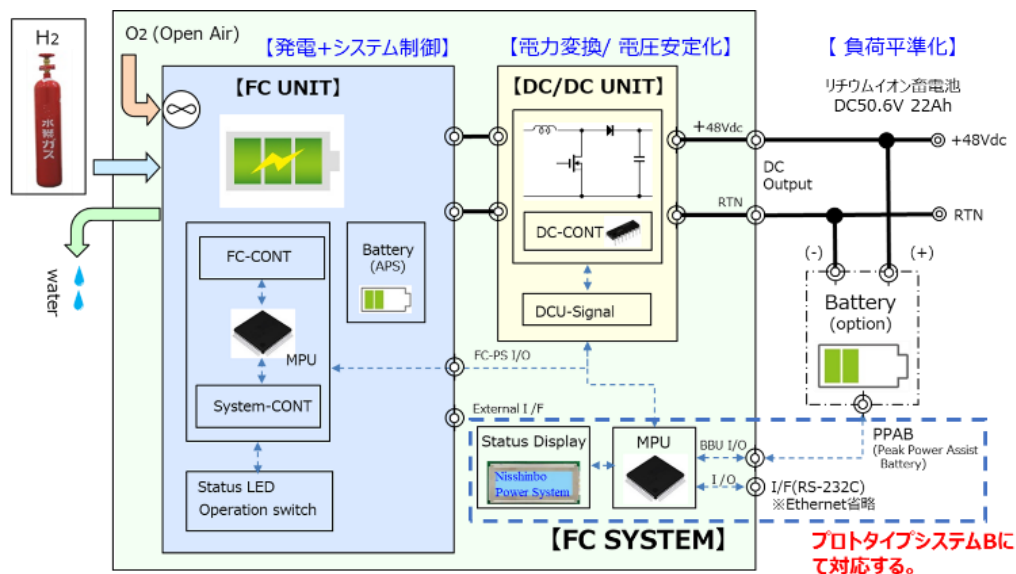 H2
水素ガス
O2 (Open Air)
【発電+システム制御】
【電力変換/ 電圧安定化】
【 負荷平準化】
【FC UNIT】
【DC/DC UNIT】
リチウムイオン畜電池
DC50.6V 22Ah
+48Vdc
DC
Output
+48Vdc
RTN
RTN
DC-CONT
DCU-Signal
FC-CONT
Battery
(APS)
MPU
System-CONT
Status LED
Operation switch
water
(-)
(+)
Battery
(option)
FC-PS I/O
External I/F
Status Display
Nisshinbo
Power System
MPU
BBU I/O
I/O
PPAB
(Peak Power Assist
Battery)
I/F(RS-232C)
※Ethernet省略
【FC SYSTEM】
プロトタイプシステムBに
て対応する。